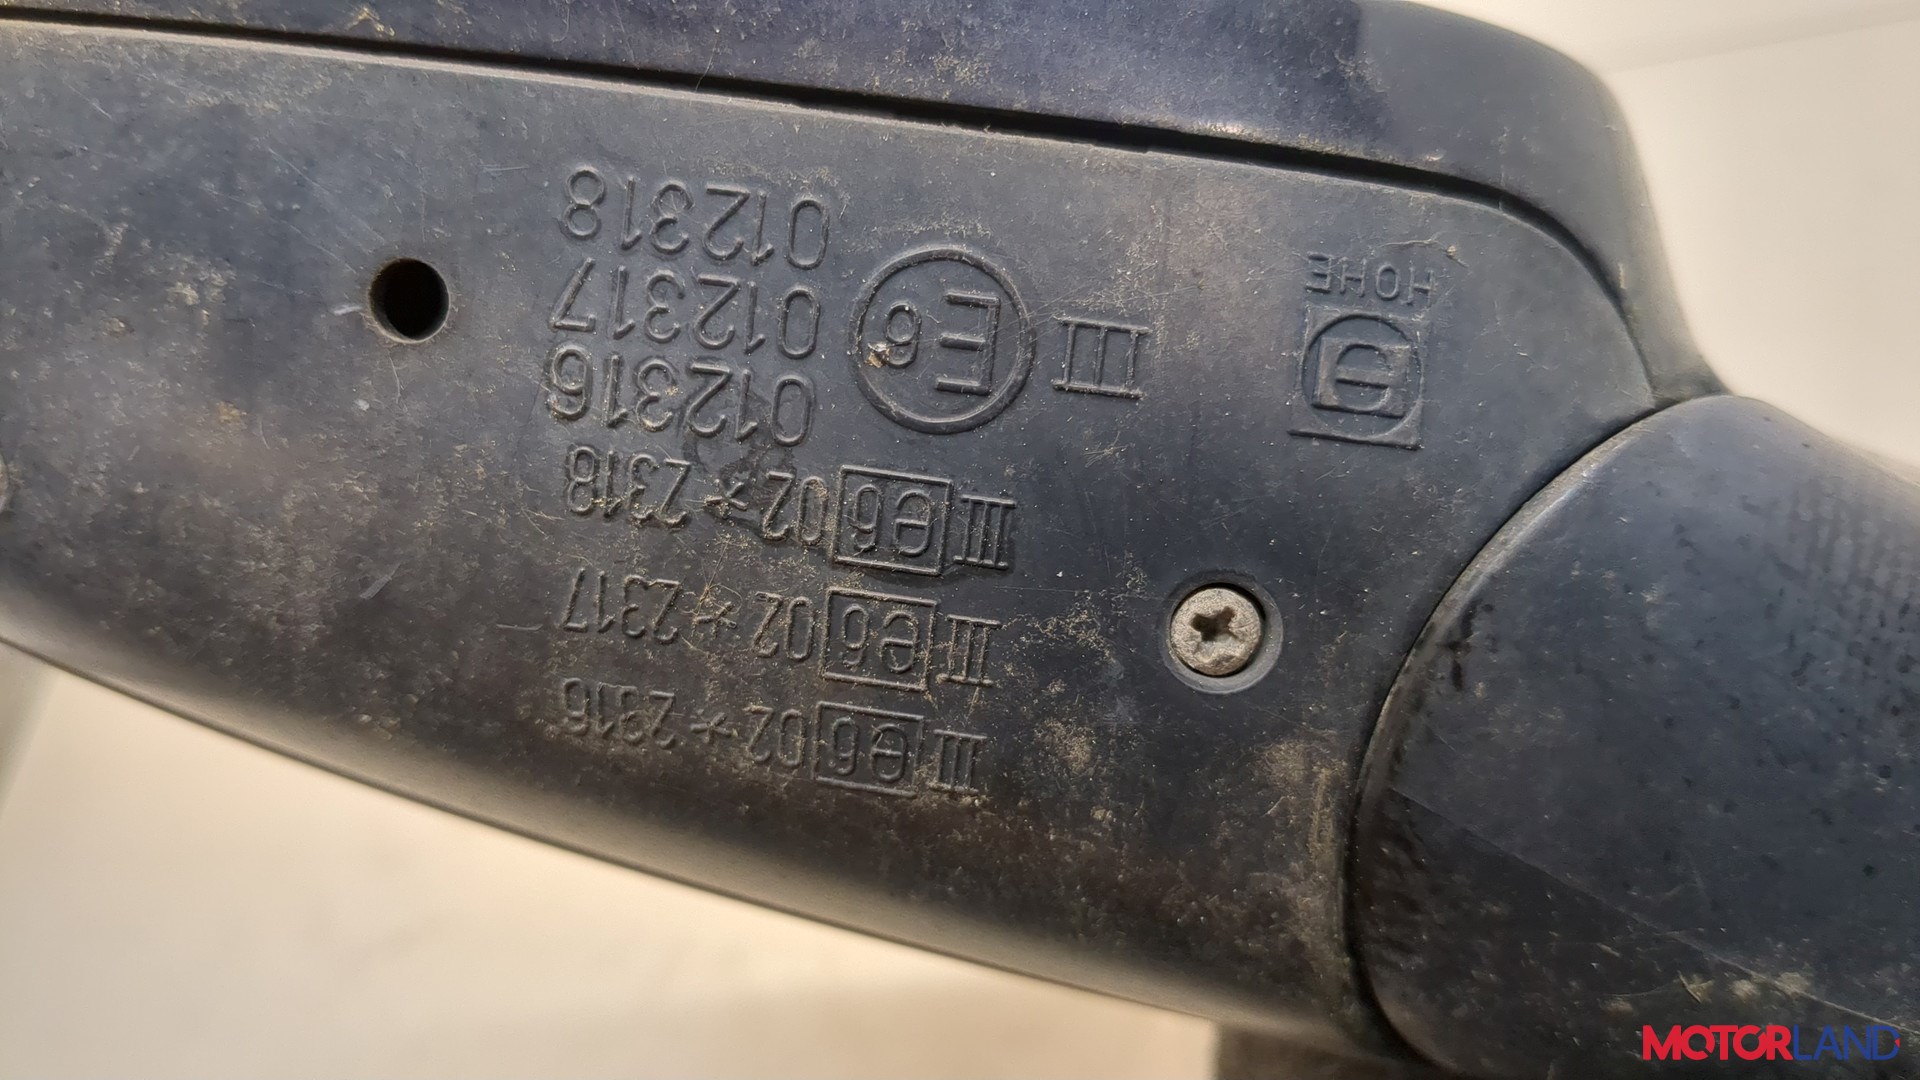 III e6 02*2316
III e6 02*2317
III e6 02*2318
012316
III E6 012317
012318
HOHE
MOTORLAND